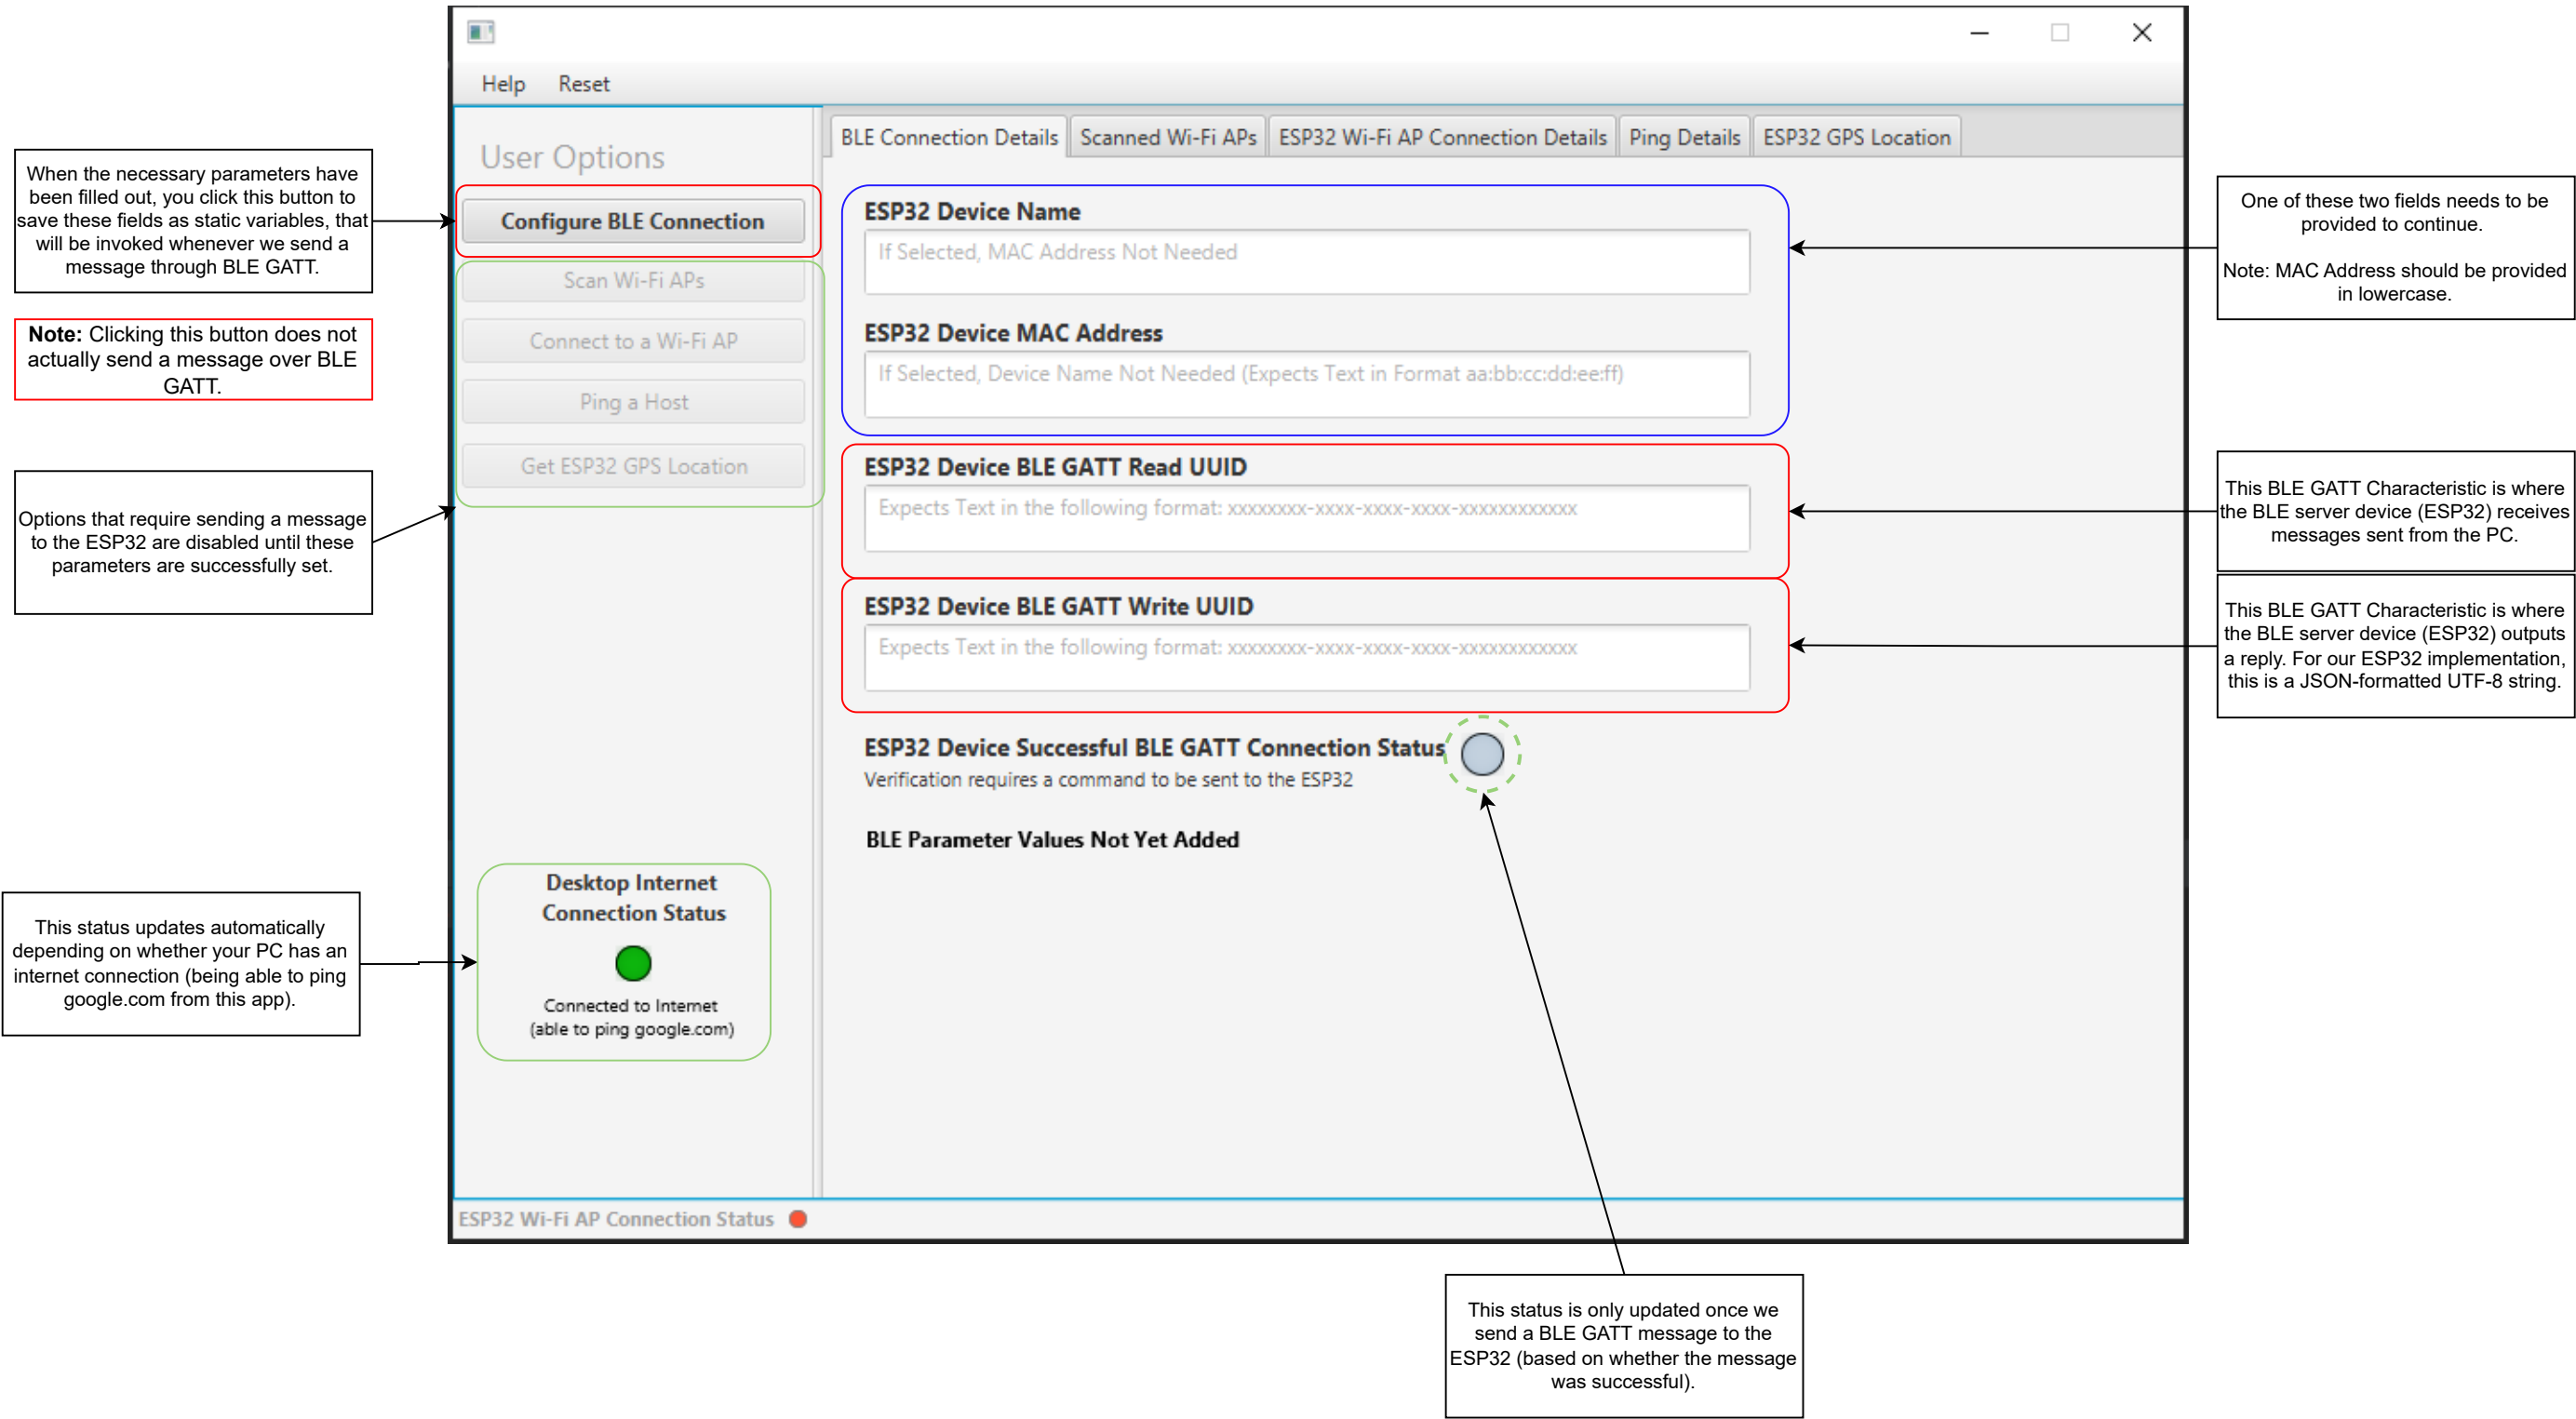 Help Reset
User Options
Configure BLE Connection
Scan Wi-Fi APs
Connect to a Wi-Fi AP
Ping a Host
Get ESP32 GPS Location
Desktop Internet
Connection Status
Connected to Internet
(able to ping google.com)
BLE Connection Details Scanned Wi-Fi APs ESP32 Wi-Fi AP Connection Details Ping Details ESP32 GPS Location
ESP32 Device Name
If Selected, MAC Address Not Needed
ESP32 Device MAC Address
If Selected, Device Name Not Needed (Expects Text in Format aa:bb:cc:dd:ee:ff)
ESP32 Device BLE GATT Read UUID
Expects Text in the following format: xxxxxxxx-xxxx-xxxx-xxxx-xxxxxxxxxxxx
ESP32 Device BLE GATT Write UUID
Expects Text in the following format: xxxxxxxx-xxxx-xxxx-xxxx-xxxxxxxxxxxx
ESP32 Device Successful BLE GATT Connection Status
Verification requires a command to be sent to the ESP32
BLE Parameter Values Not Yet Added
ESP32 Wi-Fi AP Connection Status
When the necessary parameters have
been filled out, you click this button to
save these fields as static variables, that
will be invoked whenever we send a
message through BLE GATT.
Note: Clicking this button does not
actually send a message over BLE
GATT.
Options that require sending a message
to the ESP32 are disabled until these
parameters are successfully set.
This status updates automatically
depending on whether your PC has an
internet connection (being able to ping
google.com from this app).
One of these two fields needs to be
provided to continue.
Note: MAC Address should be provided
in lowercase.
This BLE GATT Characteristic is where
the BLE server device (ESP32) receives
messages sent from the PC.
This BLE GATT Characteristic is where
the BLE server device (ESP32) outputs
a reply. For our ESP32 implementation,
this is a JSON-formatted UTF-8 string.
This status is only updated once we
send a BLE GATT message to the
ESP32 (based on whether the message
was successful).